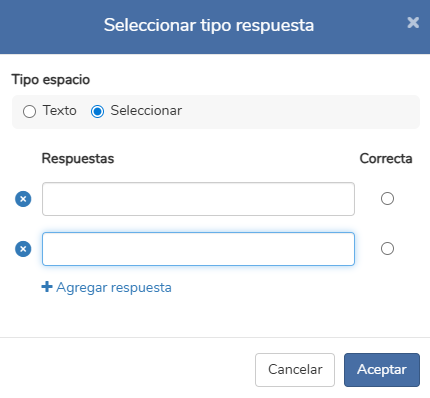 Seleccionar tipo respuesta
Tipo espacio
Texto Seleccionar
Respuestas Correcta
Agregar respuesta
Cancelar Aceptar